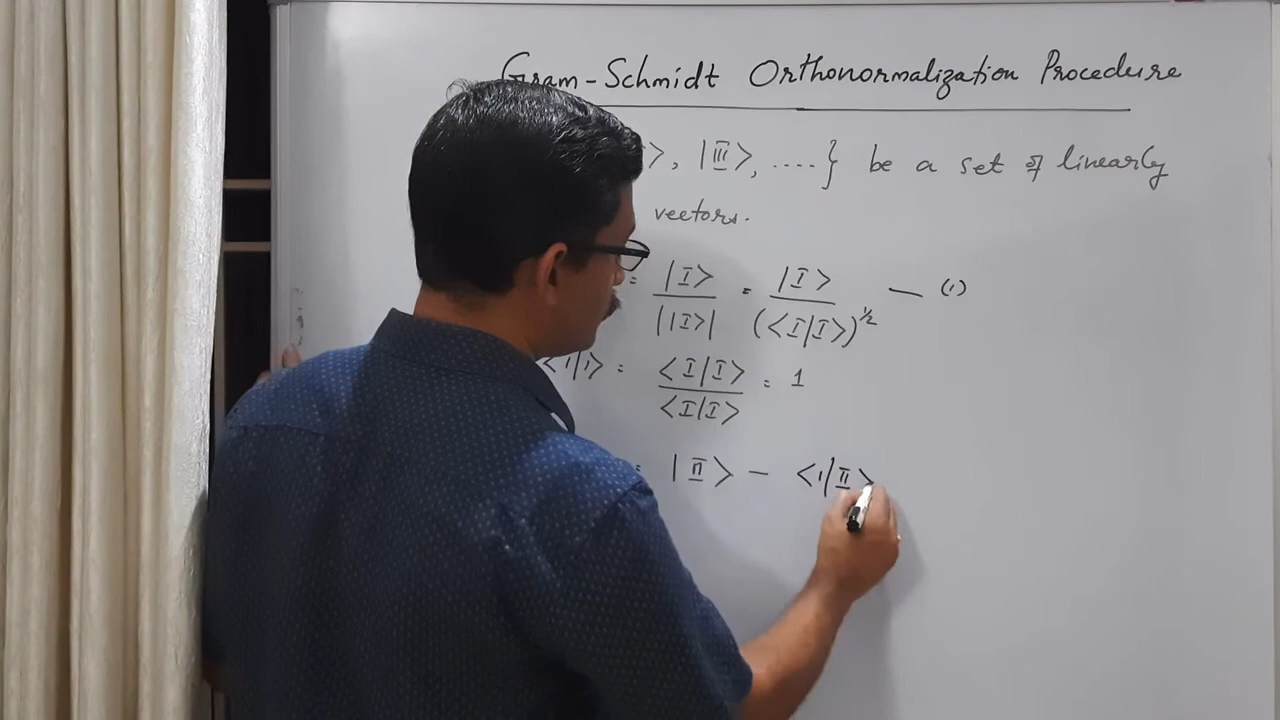 Gram-Schmidt Orthonormalization Procedure
>, |III>, ....} be a set of linearly
vectors.
= |I> / ||I>| = |I> / (<I|I>)^½ — (1)
<1|1> = <I|I> / <I|I> = 1
= |II> - <1|II>